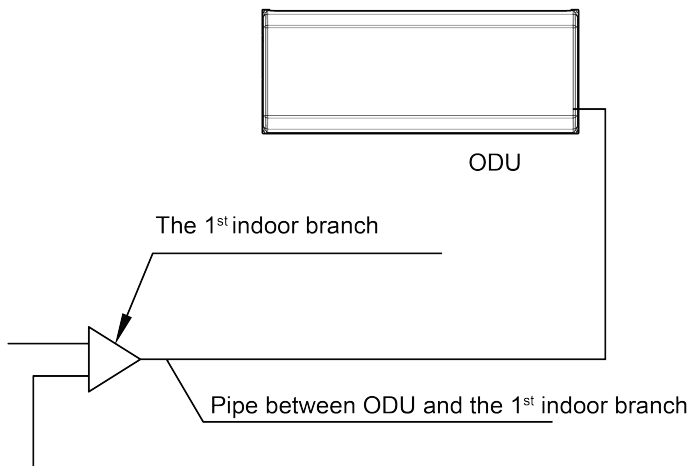 ODU
The 1st indoor branch
Pipe between ODU and the 1st indoor branch